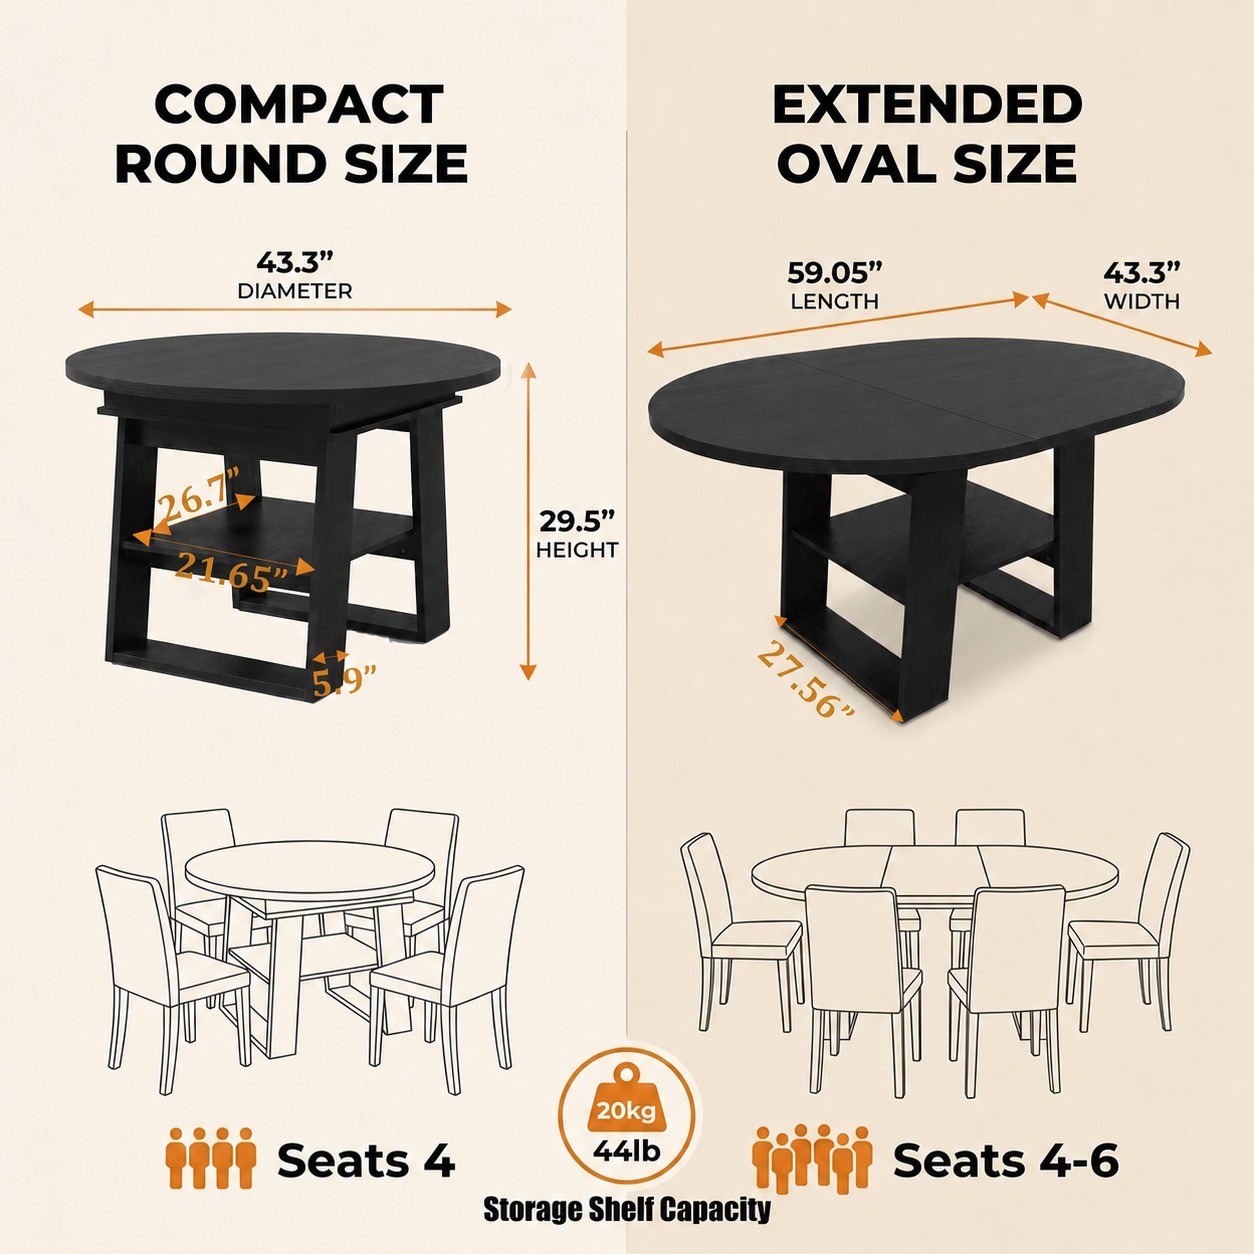 COMPACT
ROUND SIZE
43.3”
DIAMETER
29.5”
HEIGHT
26.7”
21.65”
5.9”
Seats 4
EXTENDED
OVAL SIZE
59.05”
LENGTH
43.3”
WIDTH
27.56”
Seats 4-6
20kg
44lb
Storage Shelf Capacity